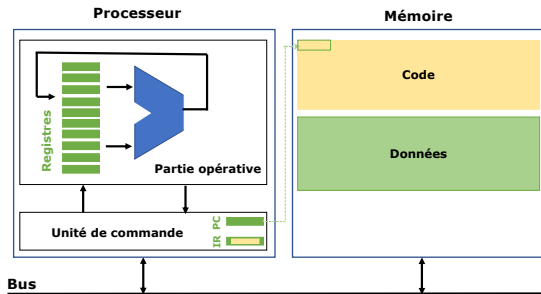 Processeur
Mémoire
Registres
Partie opérative
Unité de commande
PC
IR
Code
Données
Bus